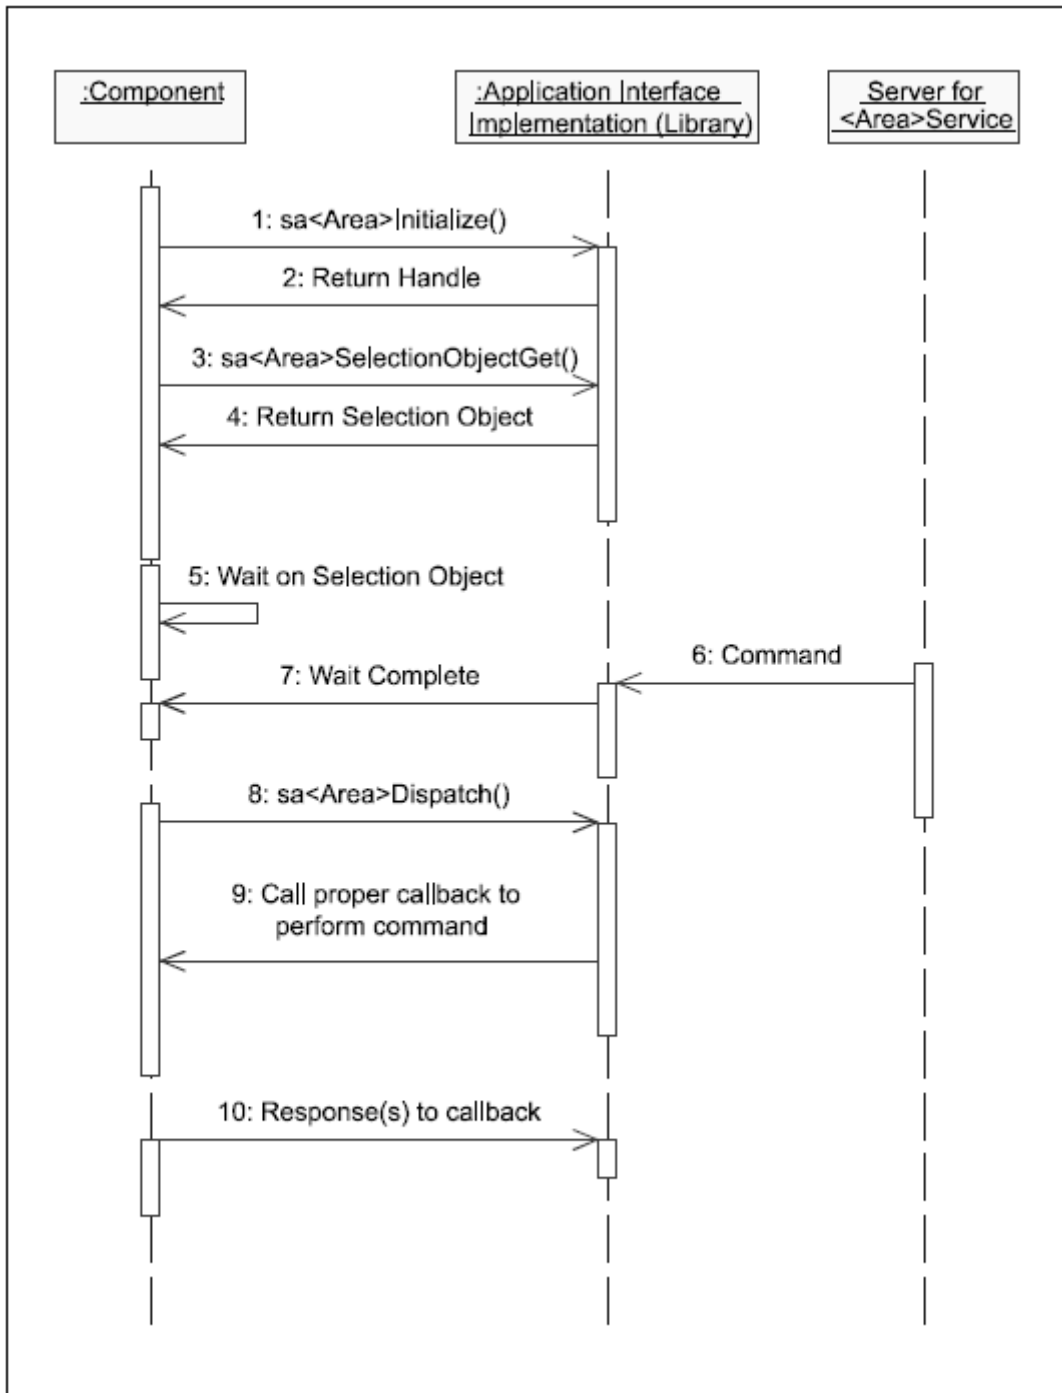 :Component
:Application Interface
Implementation (Library)
Server for
<Area>Service
1: sa<Area>Initialize()
2: Return Handle
3: sa<Area>SelectionObjectGet()
4: Return Selection Object
5: Wait on Selection Object
6: Command
7: Wait Complete
8: sa<Area>Dispatch()
9: Call proper callback to
perform command
10: Response(s) to callback